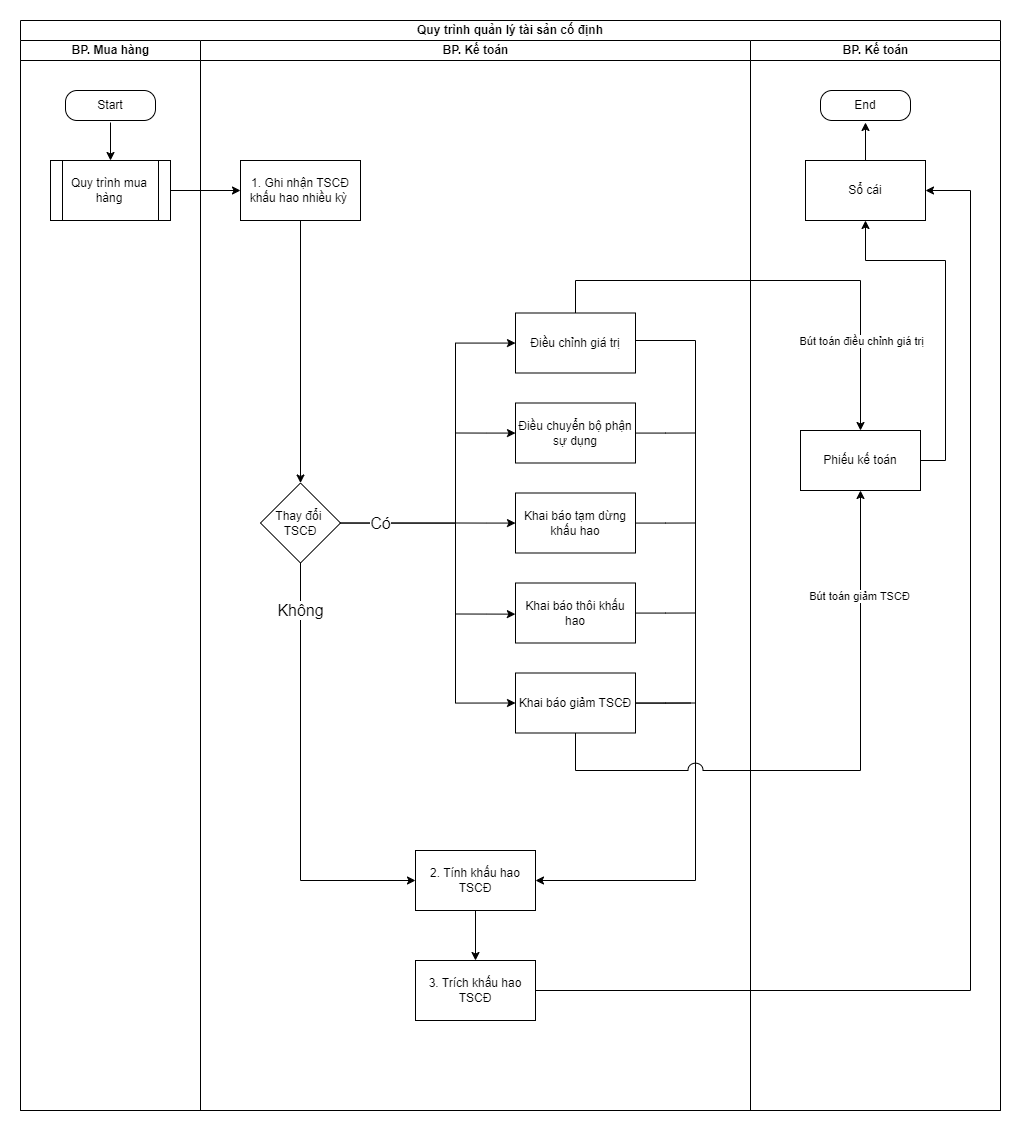 Quy trình quản lý tài sản cố định
BP. Mua hàng
BP. Kế toán
BP. Kế toán
Start
End
Quy trình mua
hàng
1. Ghi nhận TSCĐ
khấu hao nhiều kỳ
Sổ cái
Điều chỉnh giá trị
Bút toán điều chỉnh giá trị
Điều chuyển bộ phận
sự dụng
Phiếu kế toán
Thay đổi
TSCĐ
Có
Khai báo tạm dừng
khấu hao
Không
Khai báo thôi khấu
hao
Bút toán giảm TSCĐ
Khai báo giảm TSCĐ
2. Tính khấu hao
TSCĐ
3. Trích khấu hao
TSCĐ